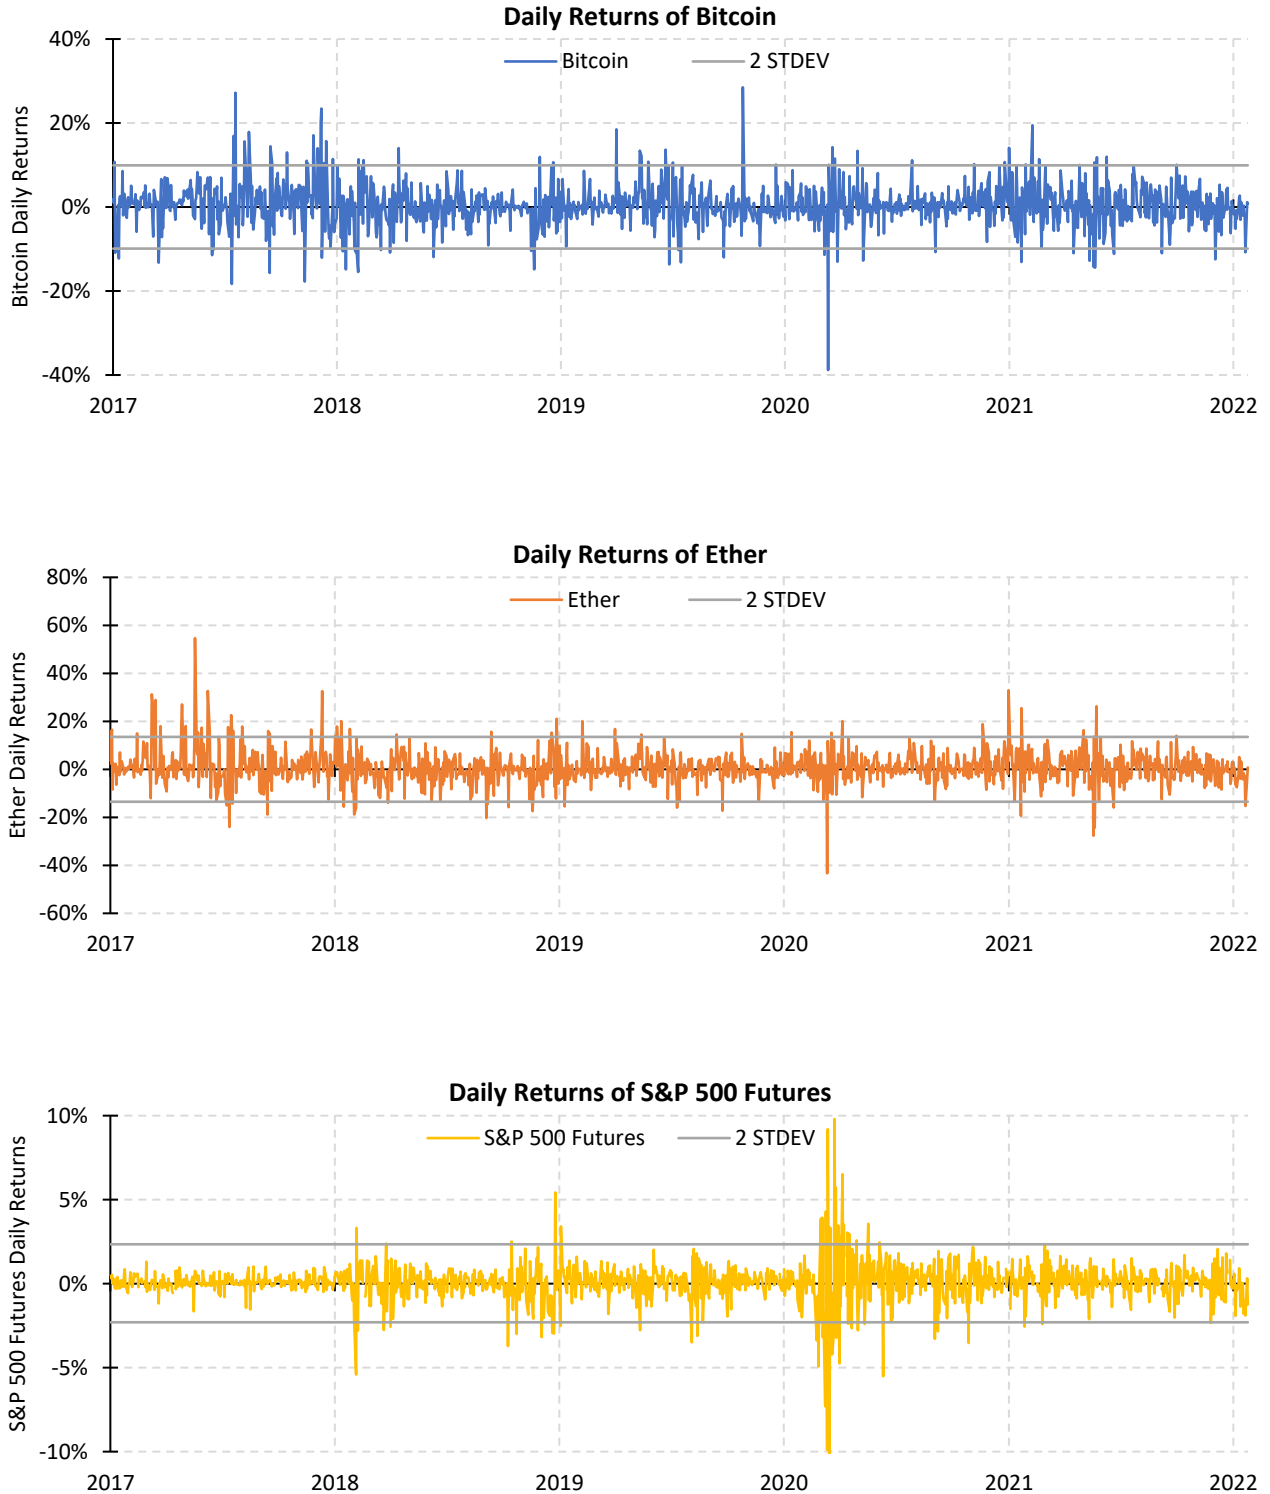 Daily Returns of Bitcoin
Bitcoin 2 STDEV
Bitcoin Daily Returns
40%
20%
0%
-20%
-40%
2017 2018 2019 2020 2021 2022
Daily Returns of Ether
Ether 2 STDEV
Ether Daily Returns
80%
60%
40%
20%
0%
-20%
-40%
-60%
2017 2018 2019 2020 2021 2022
Daily Returns of S&P 500 Futures
S&P 500 Futures 2 STDEV
S&P 500 Futures Daily Returns
10%
5%
0%
-5%
-10%
2017 2018 2019 2020 2021 2022